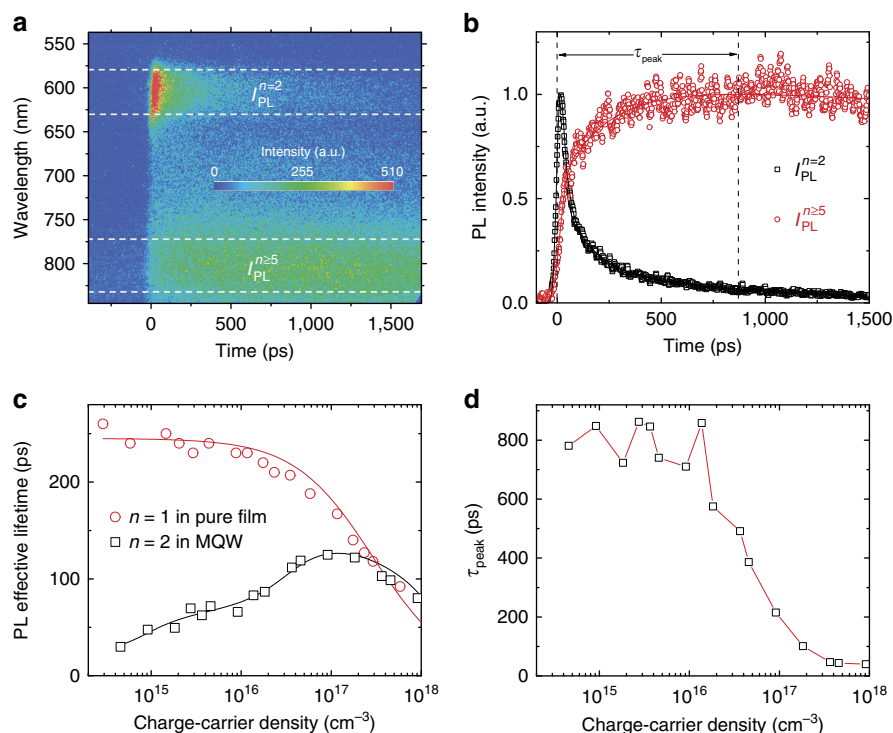 a
550
600
650
700
750
800
Wavelength (nm)
I_PL^{n=2}
Intensity (a.u.)
0 255 510
I_PL^{n≥5}
0 500 1,000 1,500
Time (ps)
b
τ_peak
1.0
0.5
0.0
PL intensity (a.u.)
I_PL^{n=2}
I_PL^{n≥5}
0 500 1,000 1,500
Time (ps)
c
200
100
0
PL effective lifetime (ps)
n = 1 in pure film
n = 2 in MQW
10^15 10^16 10^17 10^18
Charge-carrier density (cm^−3)
d
800
600
400
200
0
τ_peak (ps)
10^15 10^16 10^17 10^18
Charge-carrier density (cm^−3)